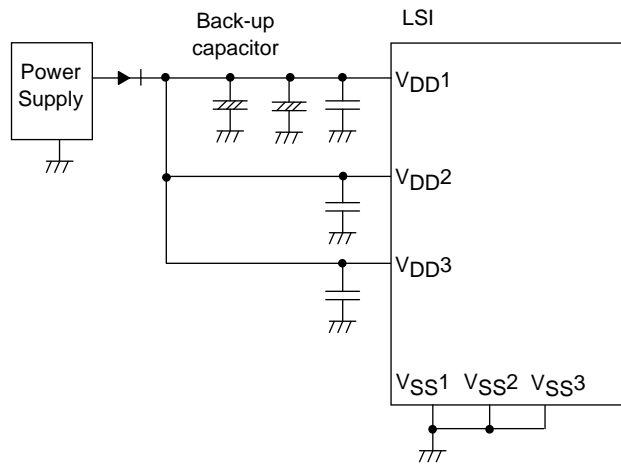 Back-up
capacitor
LSI
Power
Supply
VDD1
VDD2
VDD3
VSS1 VSS2 VSS3